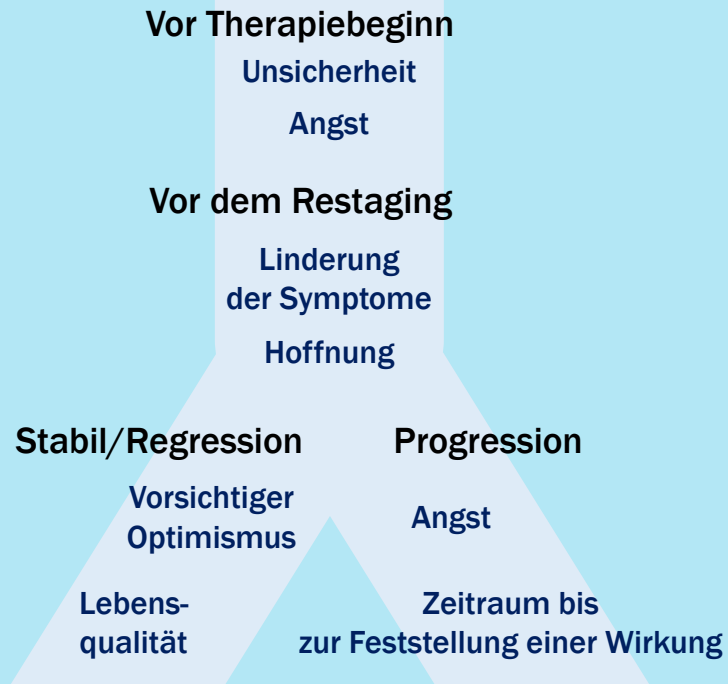 Vor Therapiebeginn
Unsicherheit
Angst
Vor dem Restaging
Linderung
der Symptome
Hoffnung
Stabil/Regression
Vorsichtiger
Optimismus
Lebens-
qualität
Progression
Angst
Zeitraum bis
zur Feststellung einer Wirkung